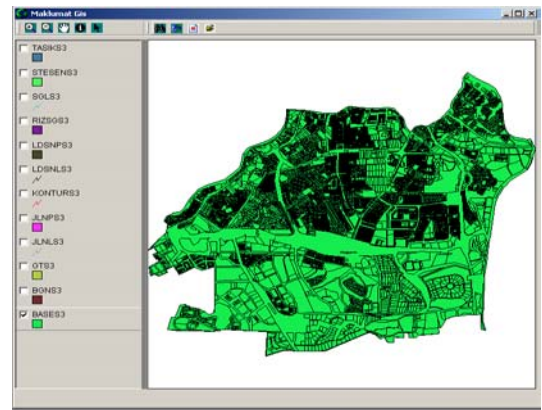 Maklumat Gis
TASIKS3
STESENS3
SGLS3
RIZSGS3
LDSNPS3
LDSNLS3
KONTURS3
JLNPS3
JLNLS3
GTS3
BGNS3
BASES3